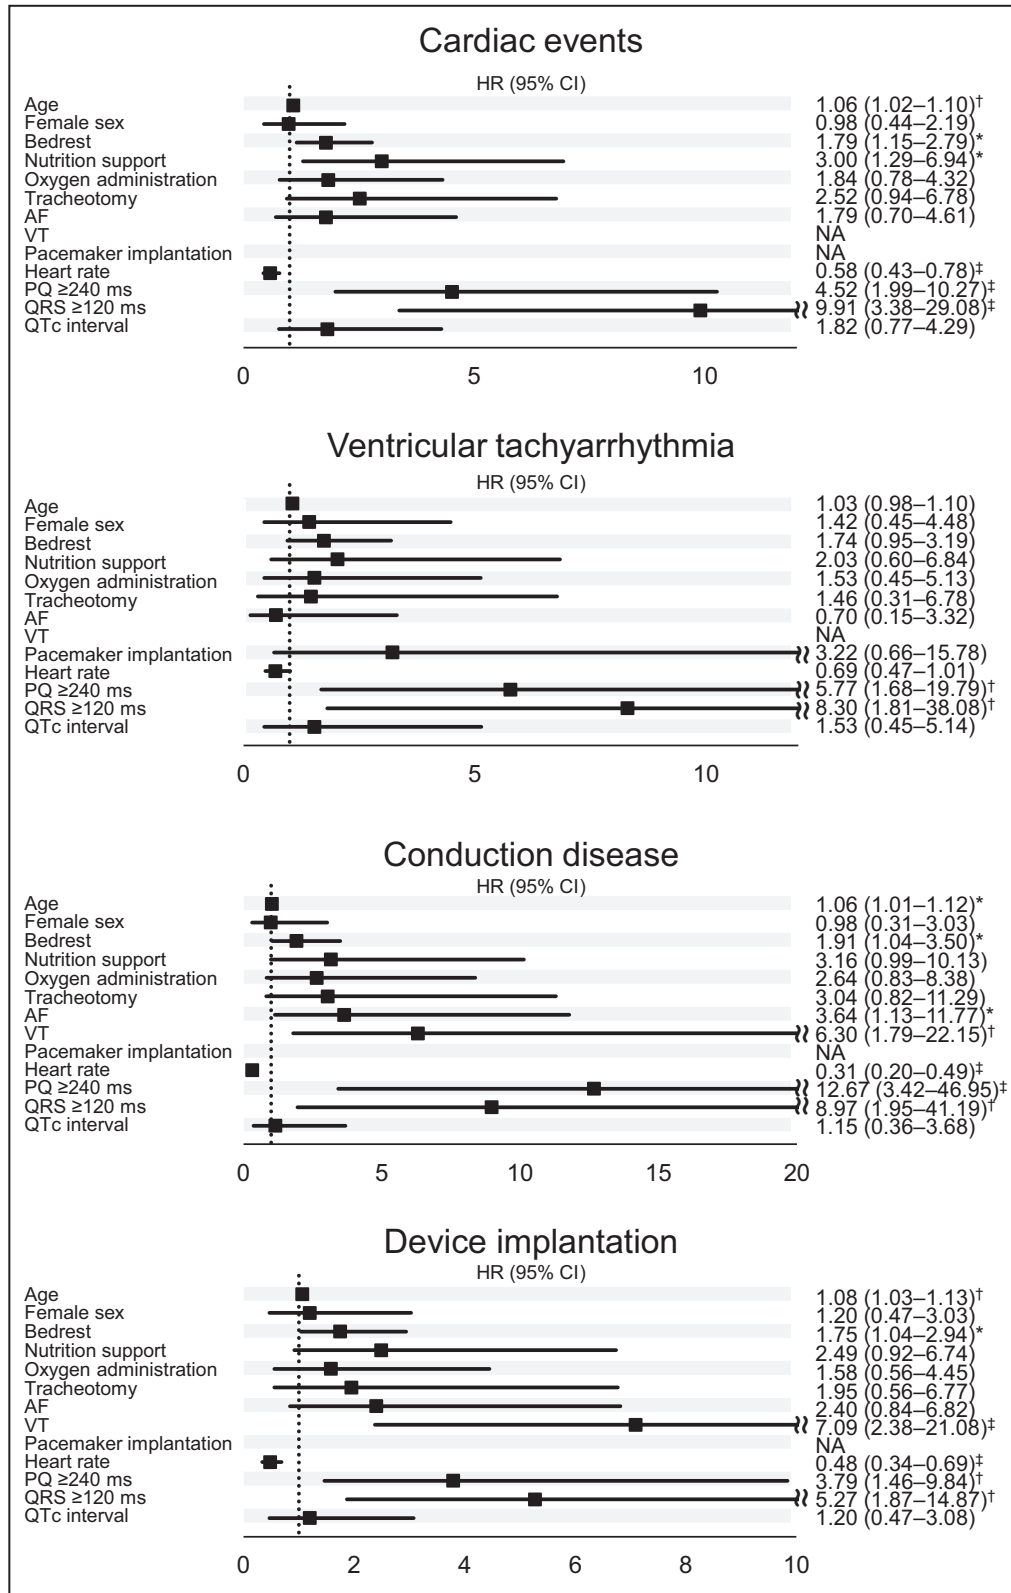 Cardiac events
HR (95% CI)
Age 1.06 (1.02–1.10)†
Female sex 0.98 (0.44–2.19)
Bedrest 1.79 (1.15–2.79)*
Nutrition support 3.00 (1.29–6.94)*
Oxygen administration 1.84 (0.78–4.32)
Tracheotomy 2.52 (0.94–6.78)
AF 1.79 (0.70–4.61)
VT NA
Pacemaker implantation NA
Heart rate 0.58 (0.43–0.78)‡
PQ ≥240 ms 4.52 (1.99–10.27)‡
QRS ≥120 ms 9.91 (3.38–29.08)‡
QTc interval 1.82 (0.77–4.29)
0 5 10
Ventricular tachyarrhythmia
HR (95% CI)
Age 1.03 (0.98–1.10)
Female sex 1.42 (0.45–4.48)
Bedrest 1.74 (0.95–3.19)
Nutrition support 2.03 (0.60–6.84)
Oxygen administration 1.53 (0.45–5.13)
Tracheotomy 1.46 (0.31–6.78)
AF 0.70 (0.15–3.32)
VT NA
Pacemaker implantation 3.22 (0.66–15.78)
Heart rate 0.69 (0.47–1.01)
PQ ≥240 ms 5.77 (1.68–19.79)†
QRS ≥120 ms 8.30 (1.81–38.08)†
QTc interval 1.53 (0.45–5.14)
0 5 10
Conduction disease
HR (95% CI)
Age 1.06 (1.01–1.12)*
Female sex 0.98 (0.31–3.03)
Bedrest 1.91 (1.04–3.50)*
Nutrition support 3.16 (0.99–10.13)
Oxygen administration 2.64 (0.83–8.38)
Tracheotomy 3.04 (0.82–11.29)
AF 3.64 (1.13–11.77)*
VT 6.30 (1.79–22.15)†
Pacemaker implantation NA
Heart rate 0.31 (0.20–0.49)‡
PQ ≥240 ms 12.67 (3.42–46.95)‡
QRS ≥120 ms 8.97 (1.95–41.19)†
QTc interval 1.15 (0.36–3.68)
0 5 10 15 20
Device implantation
HR (95% CI)
Age 1.08 (1.03–1.13)†
Female sex 1.20 (0.47–3.03)
Bedrest 1.75 (1.04–2.94)*
Nutrition support 2.49 (0.92–6.74)
Oxygen administration 1.58 (0.56–4.45)
Tracheotomy 1.95 (0.56–6.77)
AF 2.40 (0.84–6.82)
VT 7.09 (2.38–21.08)‡
Pacemaker implantation NA
Heart rate 0.48 (0.34–0.69)‡
PQ ≥240 ms 3.79 (1.46–9.84)†
QRS ≥120 ms 5.27 (1.87–14.87)†
QTc interval 1.20 (0.47–3.08)
0 2 4 6 8 10